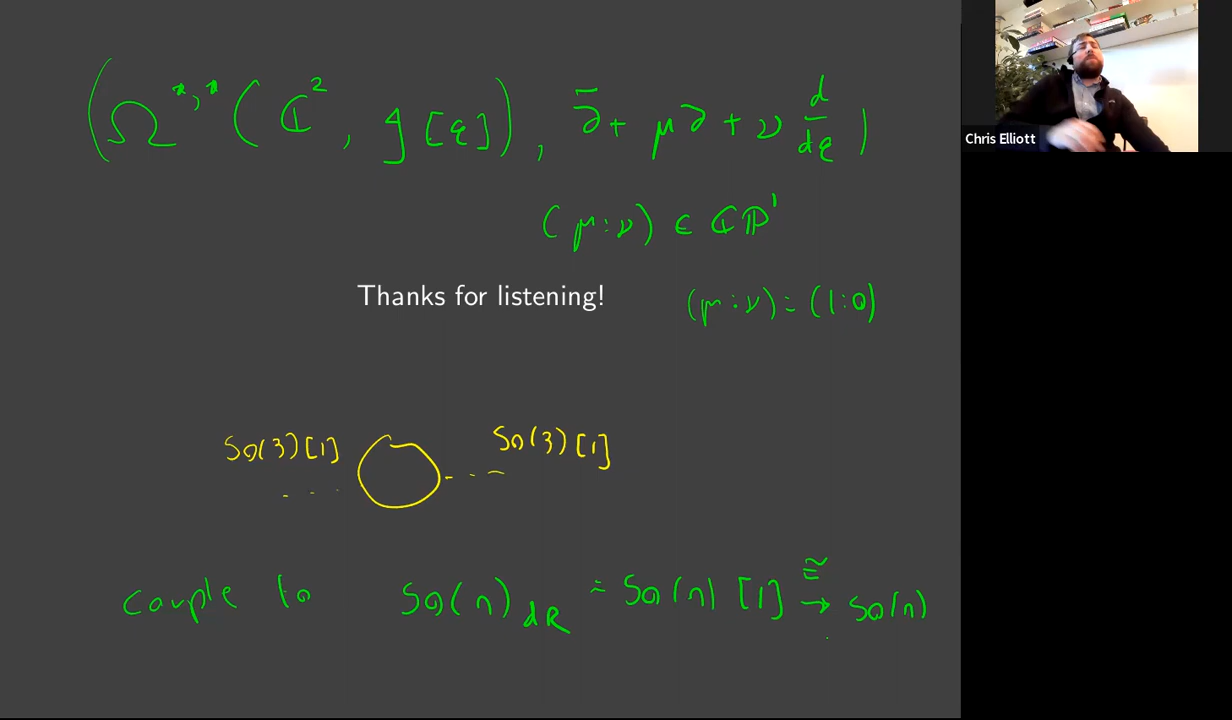 (Ω^{*,*}(ℂ², 𝔤[ε]), ∂̄ + μ∂ + ν d/dε)
Chris Elliott
(μ:ν) ∈ ℂℙ¹
Thanks for listening!
(μ:ν) = (1:0)
SO(3)[1]
SO(3)[1]
couple to SO(n)_{dR} = SO(n)[1] ≅→ SO(n)